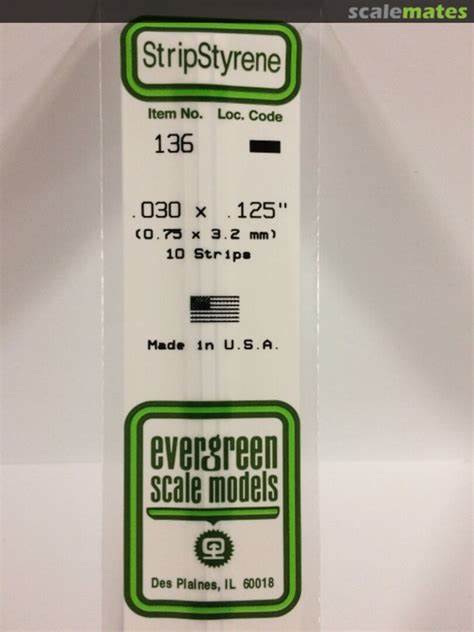 scalemates
StripStyrene
Item No. Loc. Code
136
.030 x .125"
(0.75 x 3.2 mm)
10 Strips
Made in U.S.A.
evergreen
scale models
Des Plaines, IL 60018